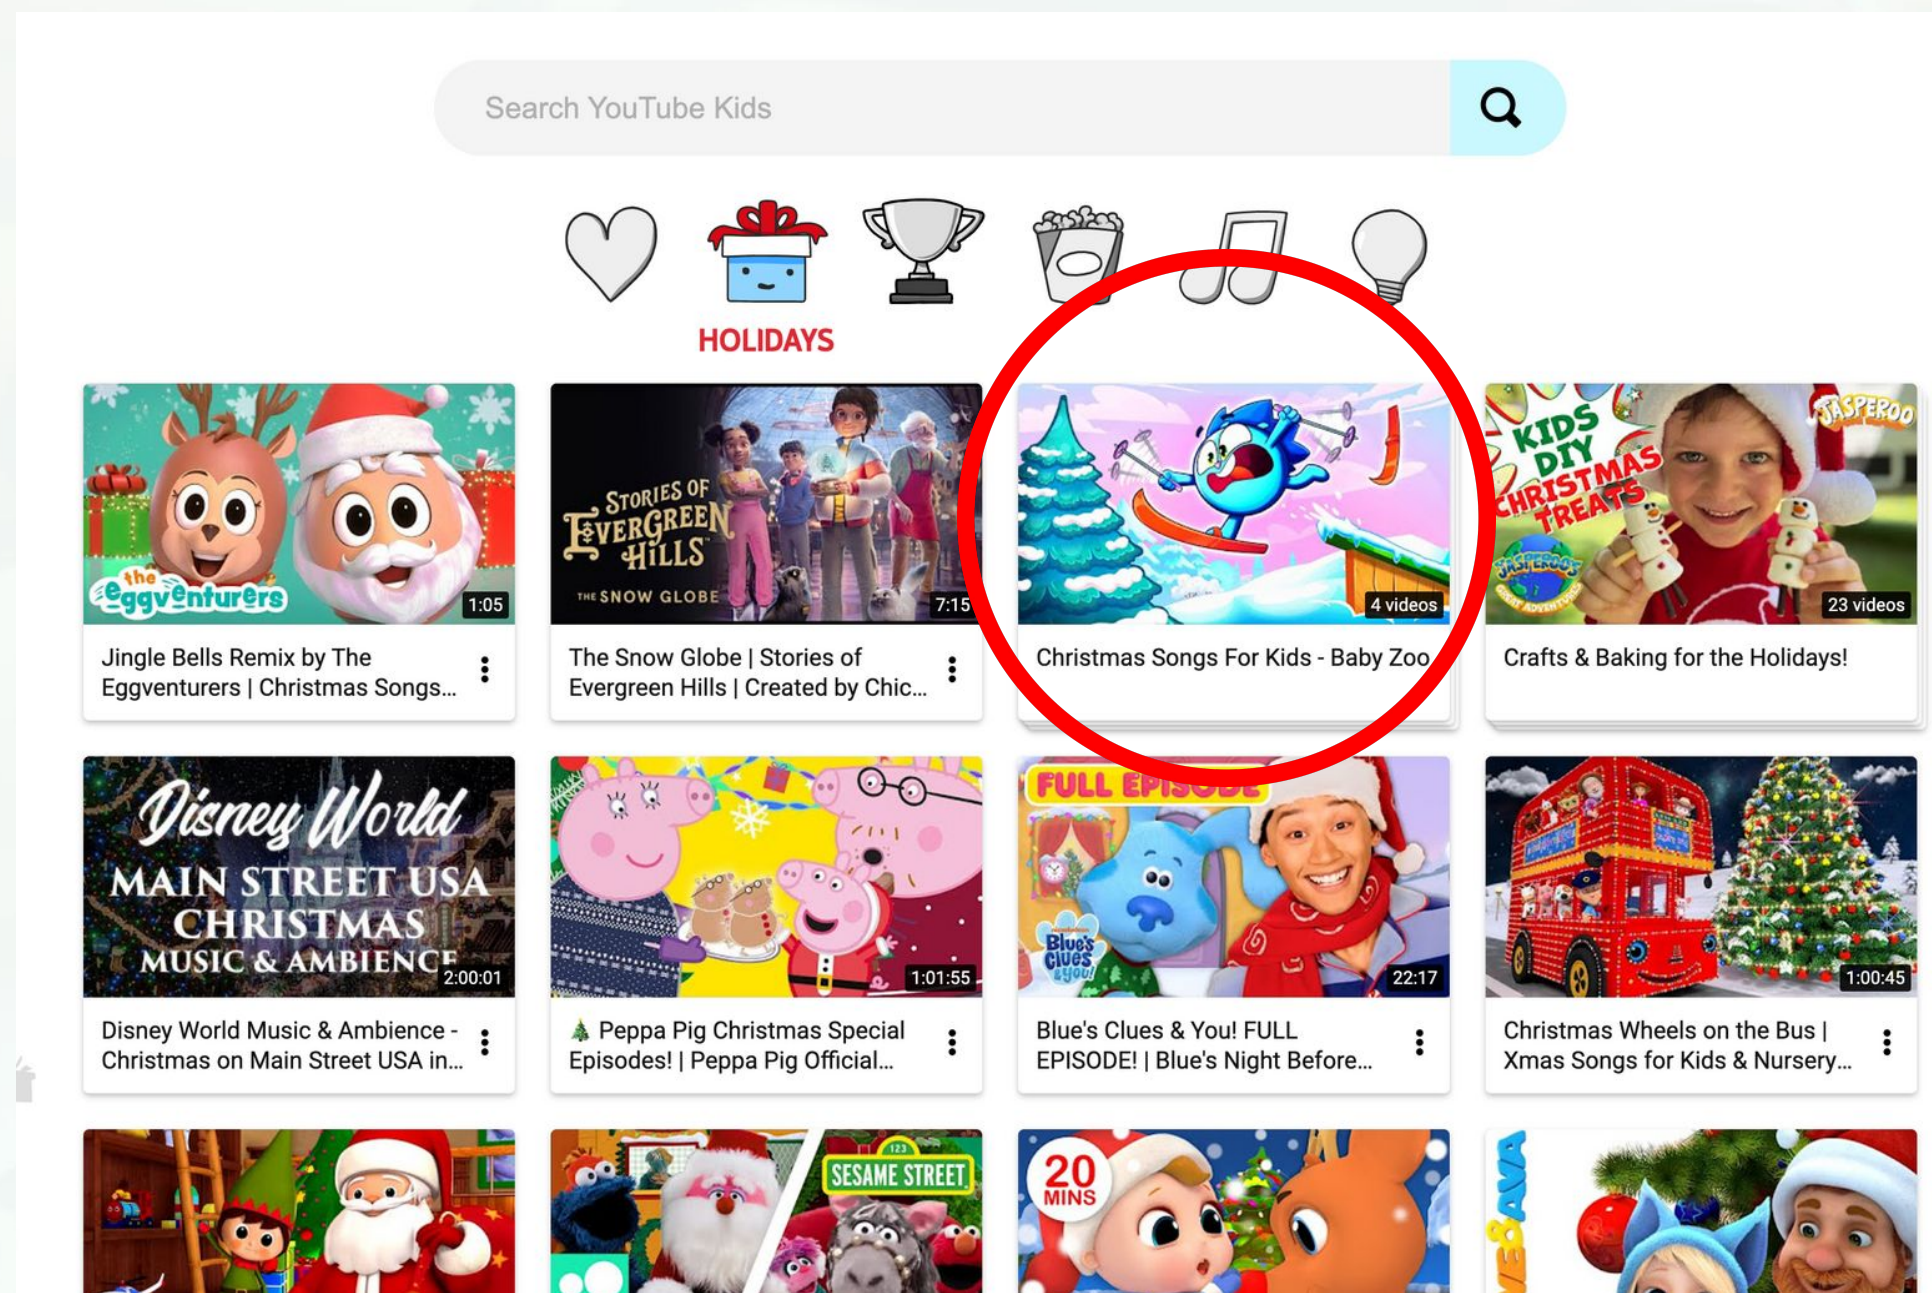 Search YouTube Kids
HOLIDAYS
the
eggventurers
1:05
STORIES OF
EVERGREEN
HILLS
THE SNOW GLOBE
7:15
4 videos
KIDS
DIY
CHRISTMAS
TREATS
JASPEROO
JASPEROO'S
GREAT ADVENTURES
23 videos
Jingle Bells Remix by The
Eggventurers | Christmas Songs...
The Snow Globe | Stories of
Evergreen Hills | Created by Chic...
Christmas Songs For Kids - Baby Zoo
Crafts & Baking for the Holidays!
Disney World
MAIN STREET USA
CHRISTMAS
MUSIC & AMBIENCE
2:00:01
1:01:55
FULL EPISODE
Blue's
Clues
& YOU!
22:17
1:00:45
Disney World Music & Ambience -
Christmas on Main Street USA in...
🎄 Peppa Pig Christmas Special
Episodes! | Peppa Pig Official...
Blue's Clues & You! FULL
EPISODE! | Blue's Night Before...
Christmas Wheels on the Bus |
Xmas Songs for Kids & Nursery...
123
SESAME STREET
20
MINS
&AVA